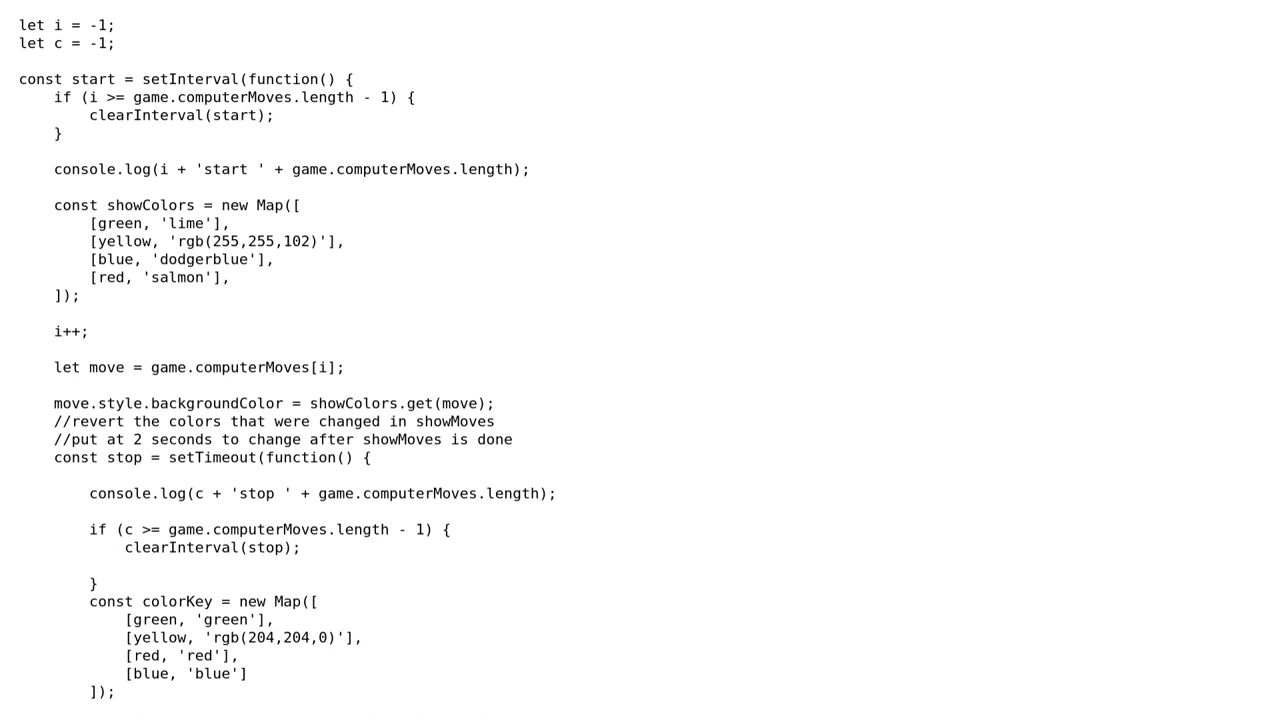 let i = -1;
let c = -1;

const start = setInterval(function() {
    if (i >= game.computerMoves.length - 1) {
        clearInterval(start);
    }

    console.log(i + 'start ' + game.computerMoves.length);

    const showColors = new Map([
        [green, 'lime'],
        [yellow, 'rgb(255,255,102)'],
        [blue, 'dodgerblue'],
        [red, 'salmon'],
    ]);

    i++;

    let move = game.computerMoves[i];

    move.style.backgroundColor = showColors.get(move);
    //revert the colors that were changed in showMoves
    //put at 2 seconds to change after showMoves is done
    const stop = setTimeout(function() {

        console.log(c + 'stop ' + game.computerMoves.length);

        if (c >= game.computerMoves.length - 1) {
            clearInterval(stop);

        }
        const colorKey = new Map([
            [green, 'green'],
            [yellow, 'rgb(204,204,0)'],
            [red, 'red'],
            [blue, 'blue']
        ]);